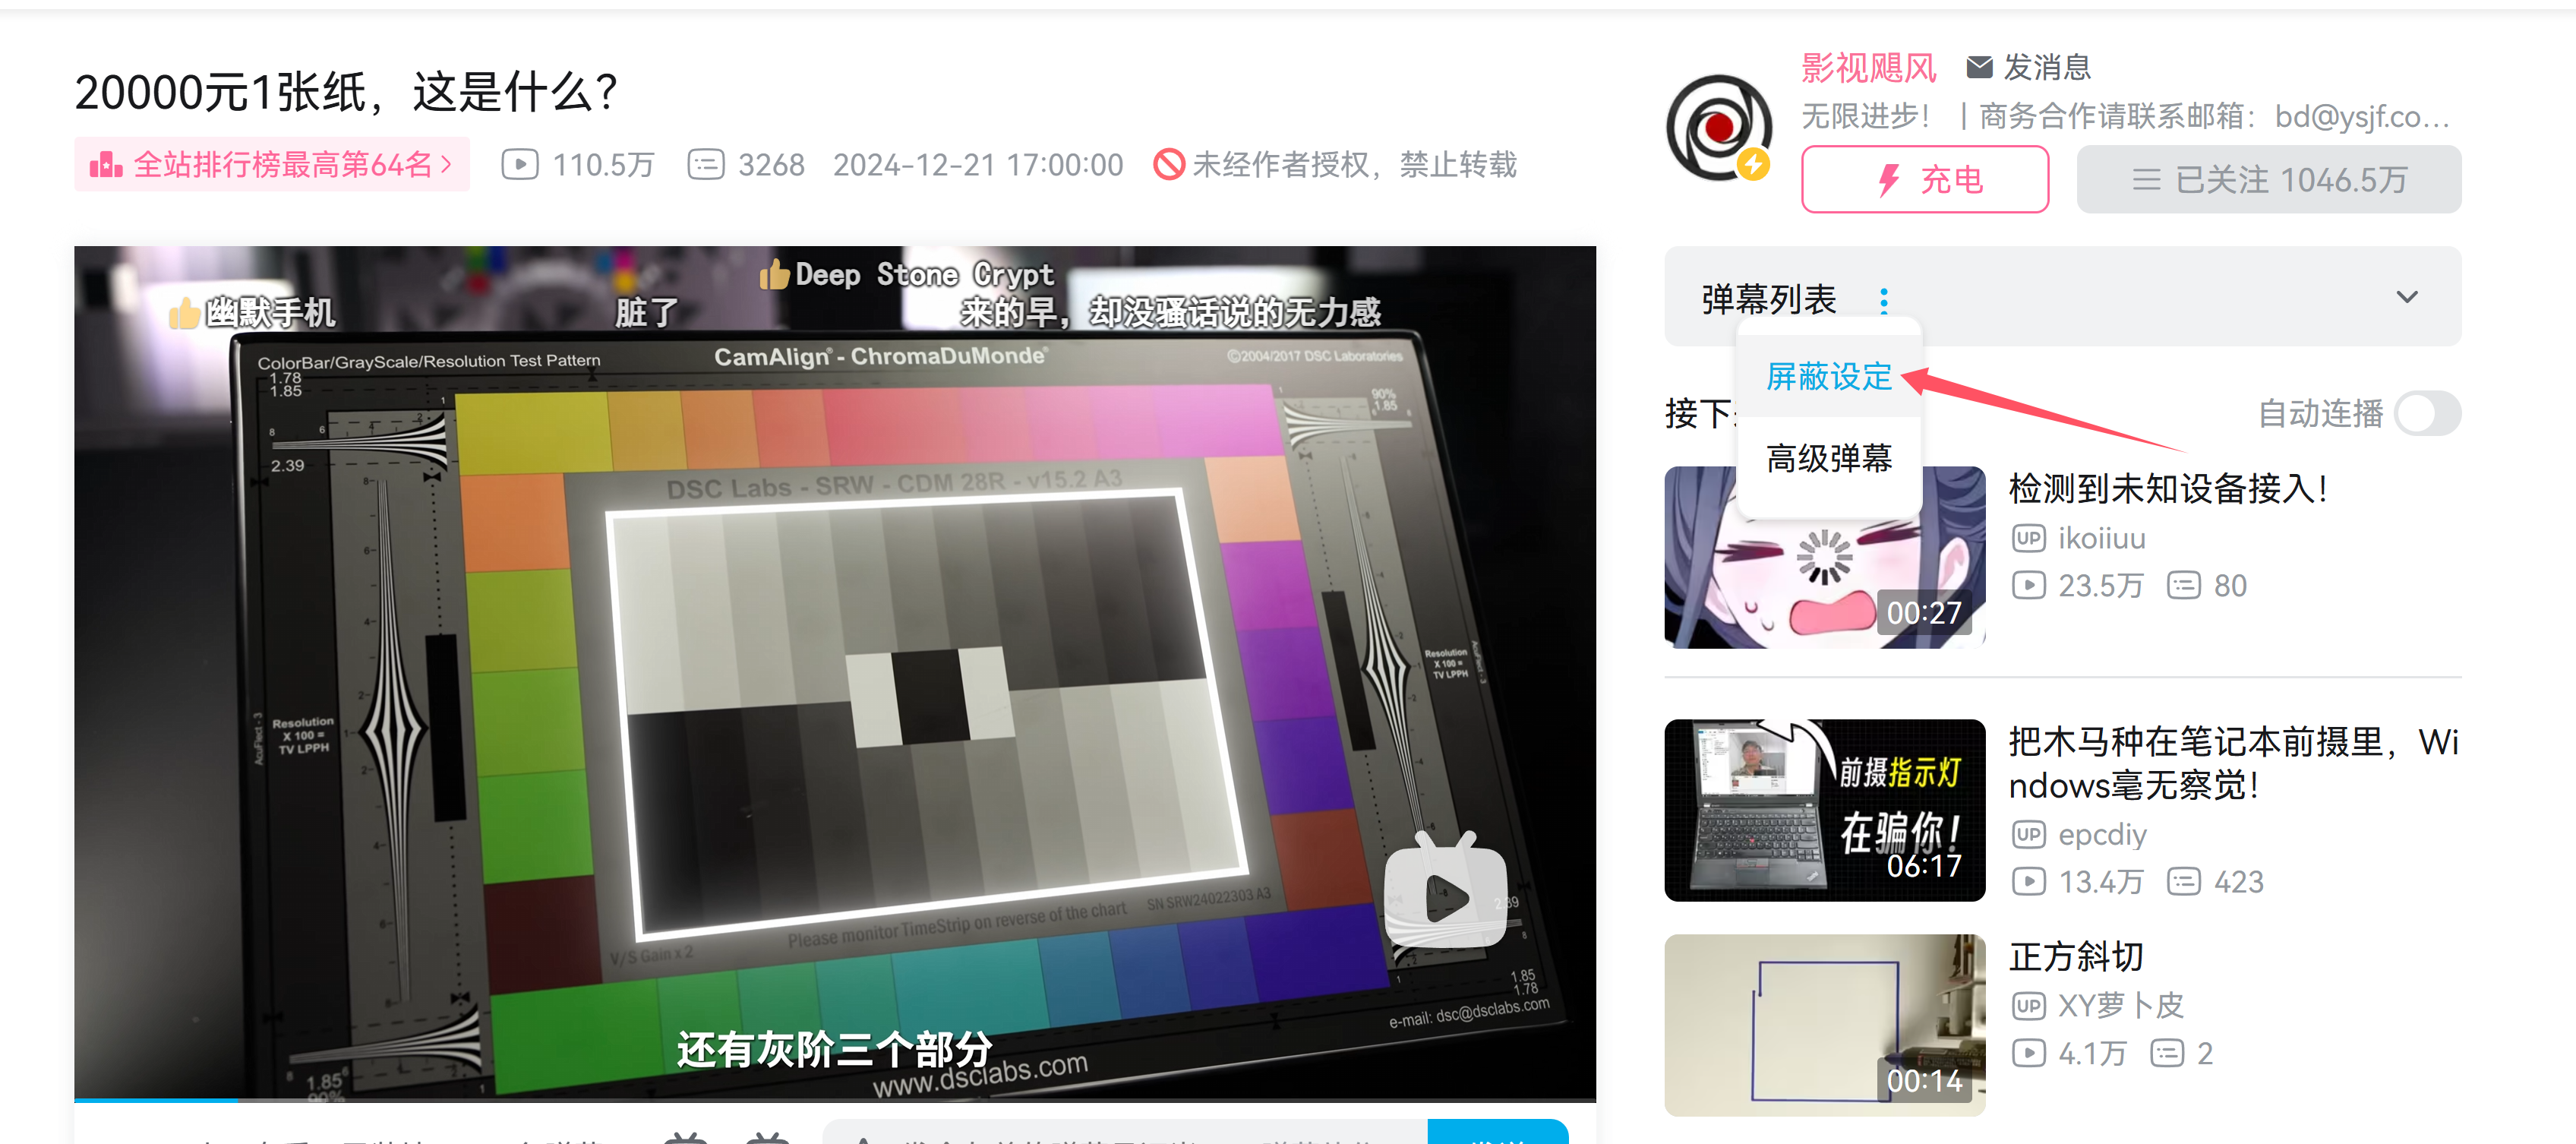 20000元1张纸，这是什么？
全站排行榜最高第64名
110.5万
3268
2024-12-21 17:00:00
未经作者授权，禁止转载
影视飓风
发消息
无限进步！ | 商务合作请联系邮箱：bd@ysjf.co...
充电
已关注 1046.5万
Deep Stone Crypt
幽默手机
脏了
来的早，却没骚话说的无力感
ColorBar/GrayScale/Resolution Test Pattern
CamAlign® - ChromaDuMonde®
©2004/2017 DSC Laboratories
1.78
1.85
2.39
90%
1.85
DSC Labs - SRW - CDM 28R - v15.2 A3
Resolution
X 100 =
TV LPPH
AcuFlect - 3
Resolution
X 100 =
TV LPPH
V/S Gain x 2
Please monitor TimeStrip on reverse of the chart
SN SRW24022303 A3
2.39
1.85
1.78
e-mail: dsc@dsclabs.com
还有灰阶三个部分
www.dsclabs.com
1.85
90%
弹幕列表
屏蔽设定
高级弹幕
接下
自动连播
检测到未知设备接入！
UP ikoiiuu
23.5万
80
00:27
把木马种在笔记本前摄里，Wi
ndows毫无察觉！
UP epcdiy
13.4万
423
前摄指示灯
在骗你！
06:17
正方斜切
UP XY萝卜皮
4.1万
2
00:14